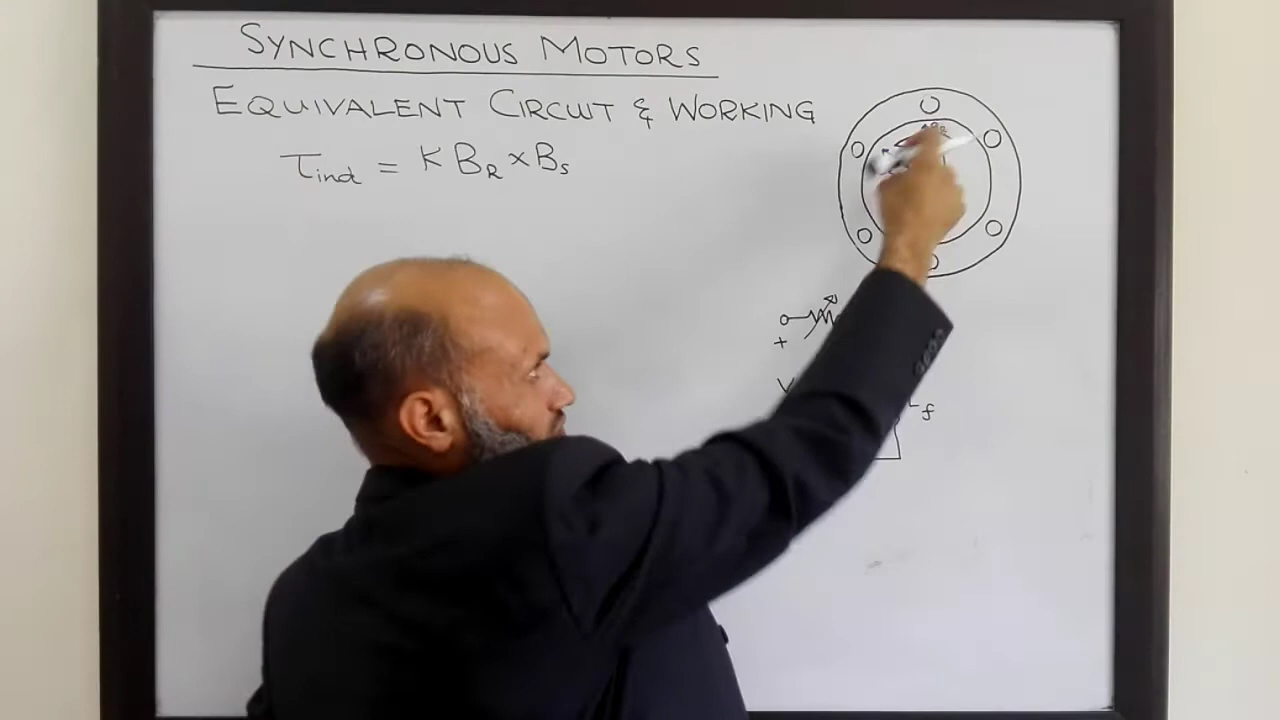 SYNCHRONOUS MOTORS
EQUIVALENT CIRCUIT & WORKING
τind = K BR × BS
+
V
f